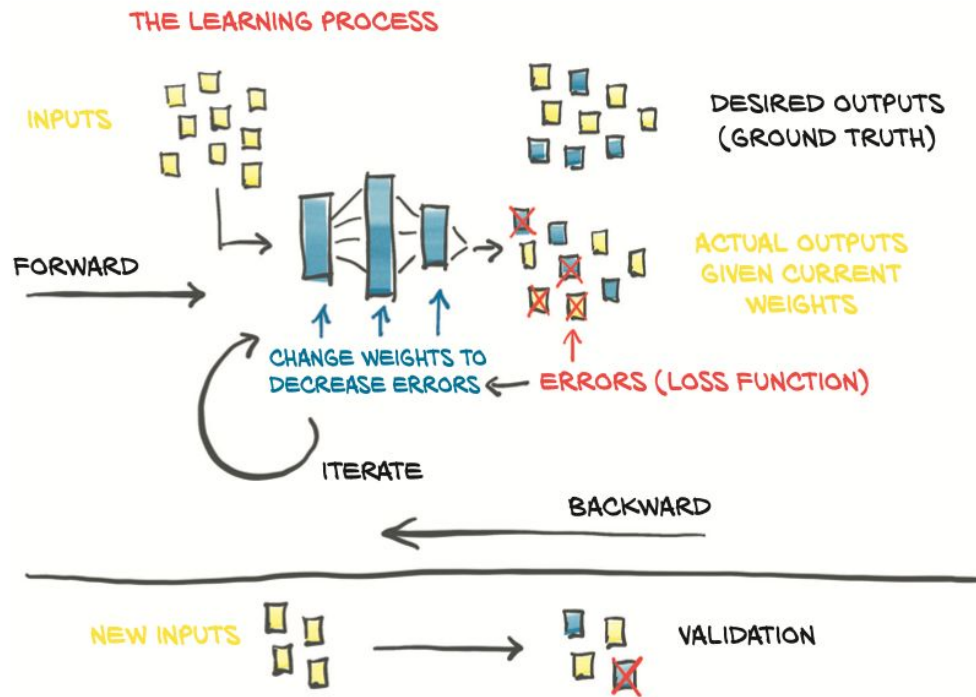 THE LEARNING PROCESS
INPUTS
DESIRED OUTPUTS
(GROUND TRUTH)
FORWARD
ACTUAL OUTPUTS
GIVEN CURRENT
WEIGHTS
CHANGE WEIGHTS TO
DECREASE ERRORS
ERRORS (LOSS FUNCTION)
ITERATE
BACKWARD
NEW INPUTS
VALIDATION